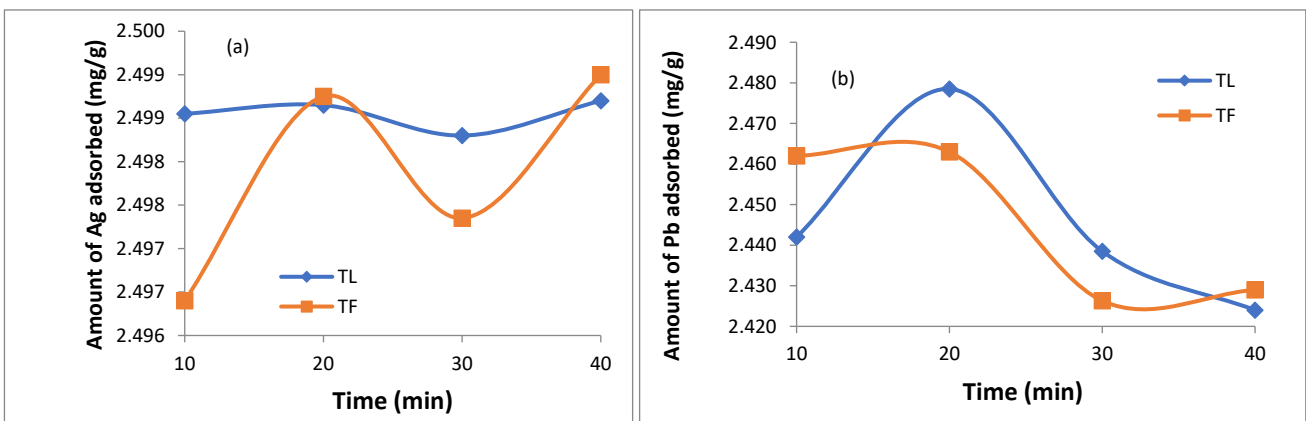 (a)
Amount of Ag adsorbed (mg/g)
2.500
2.499
2.499
2.498
2.498
2.497
2.497
2.496
10 20 30 40
Time (min)
TL
TF
(b)
Amount of Pb adsorbed (mg/g)
2.490
2.480
2.470
2.460
2.450
2.440
2.430
2.420
10 20 30 40
Time (min)
TL
TF